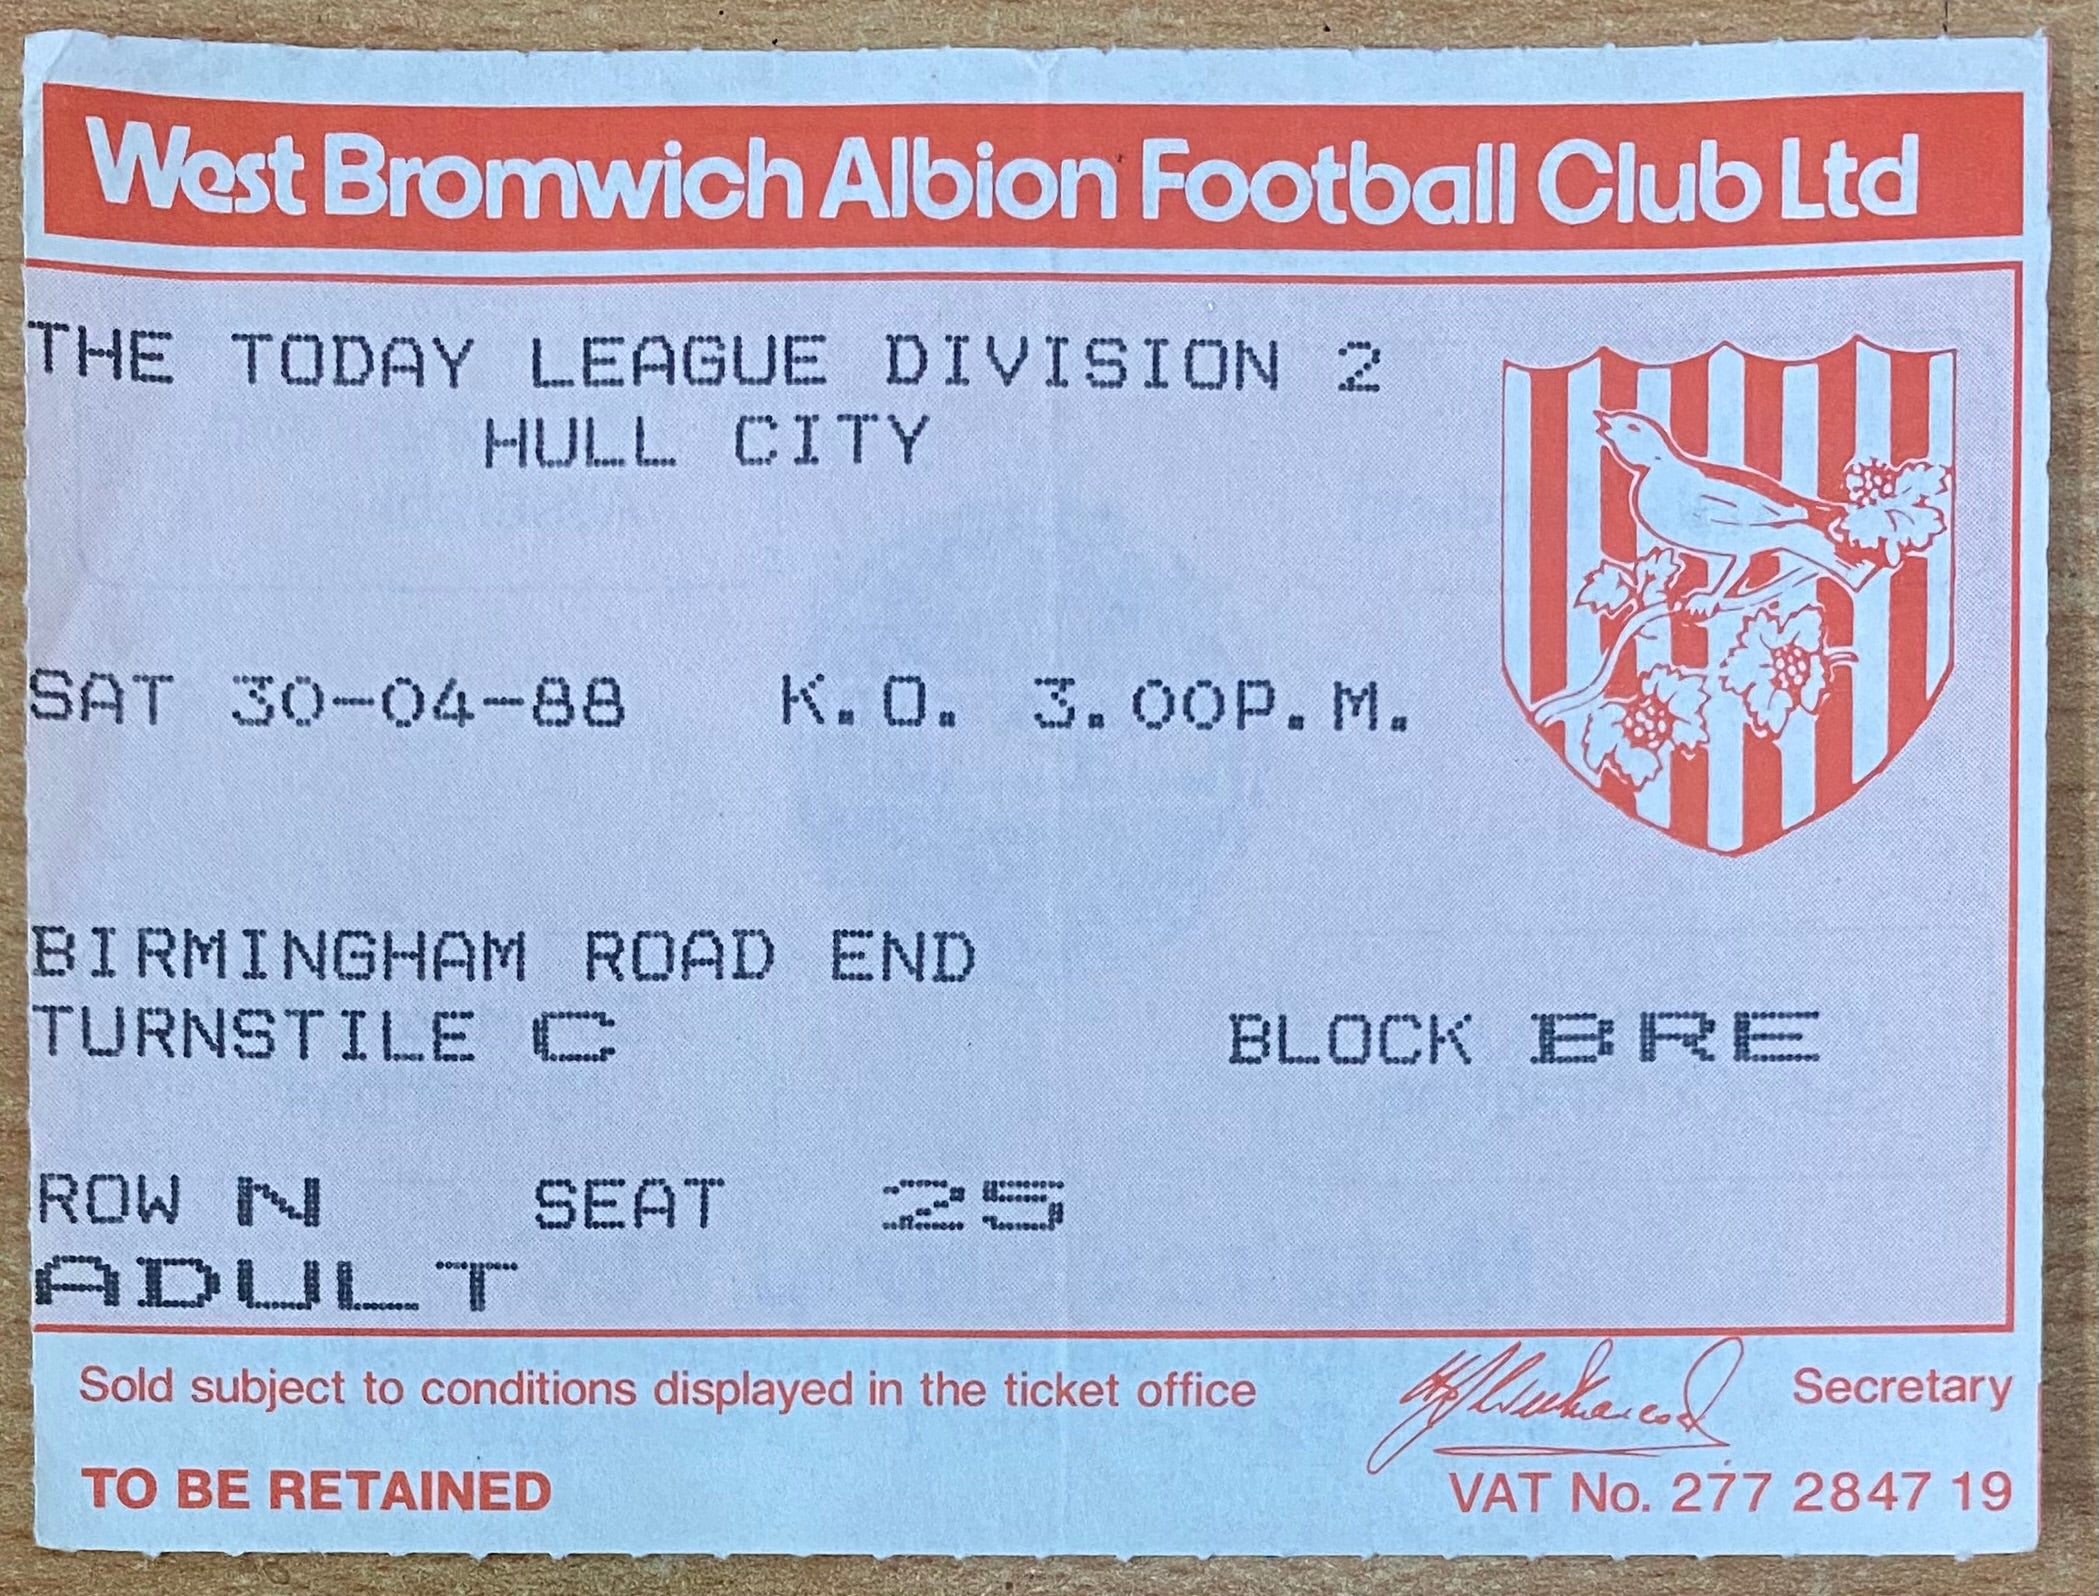 West Bromwich Albion Football Club Ltd
THE TODAY LEAGUE DIVISION 2
HULL CITY
SAT 30-04-88 K.O. 3.00P.M.
BIRMINGHAM ROAD END
TURNSTILE C BLOCK BRE
ROW N SEAT 25
ADULT
Sold subject to conditions displayed in the ticket office Secretary
TO BE RETAINED VAT No. 277 2847 19